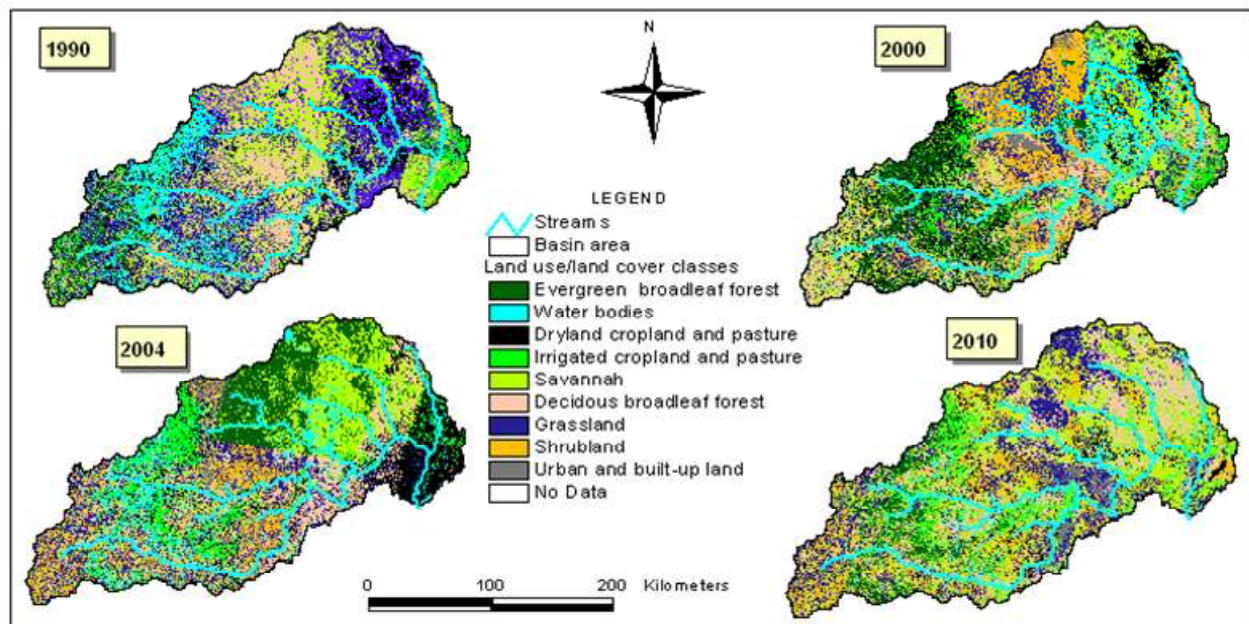 1990
N
2000
LEGEND
Streams
Basin area
Land use/land cover classes
Evergreen broadleaf forest
Water bodies
Dryland cropland and pasture
Irrigated cropland and pasture
Savannah
Decidous broadleaf forest
Grassland
Shrubland
Urban and built-up land
No Data
2004
2010
0 100 200 Kilometers